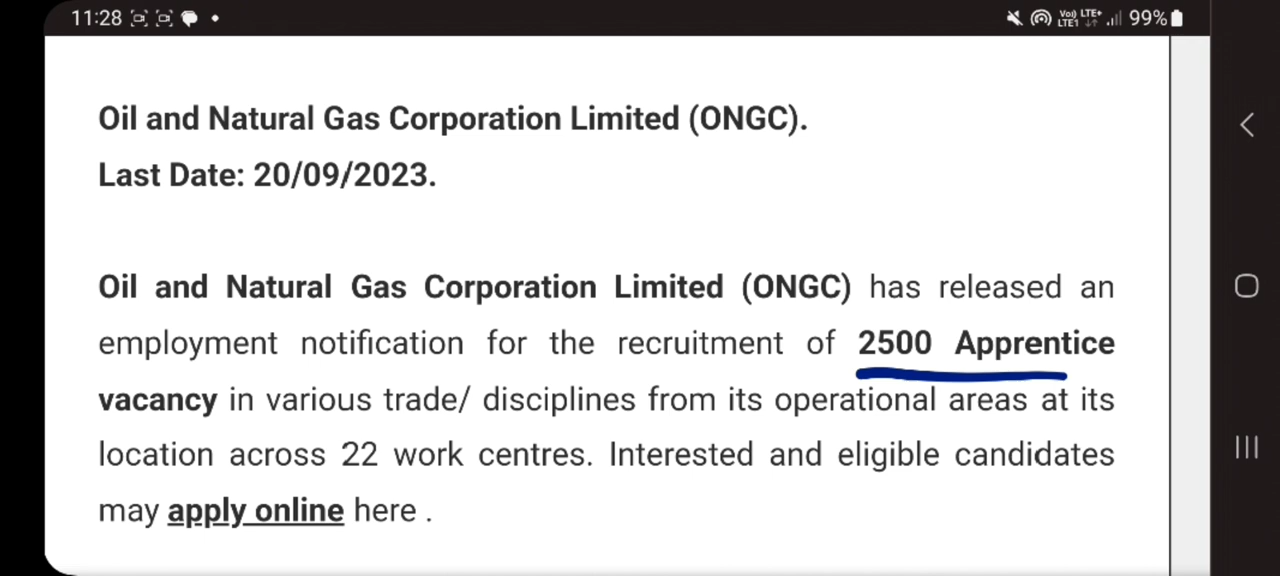 11:28
Vo) LTE+
LTE1
99%
Oil and Natural Gas Corporation Limited (ONGC).
Last Date: 20/09/2023.
Oil and Natural Gas Corporation Limited (ONGC) has released an
employment notification for the recruitment of 2500 Apprentice
vacancy in various trade/ disciplines from its operational areas at its
location across 22 work centres. Interested and eligible candidates
may apply online here .